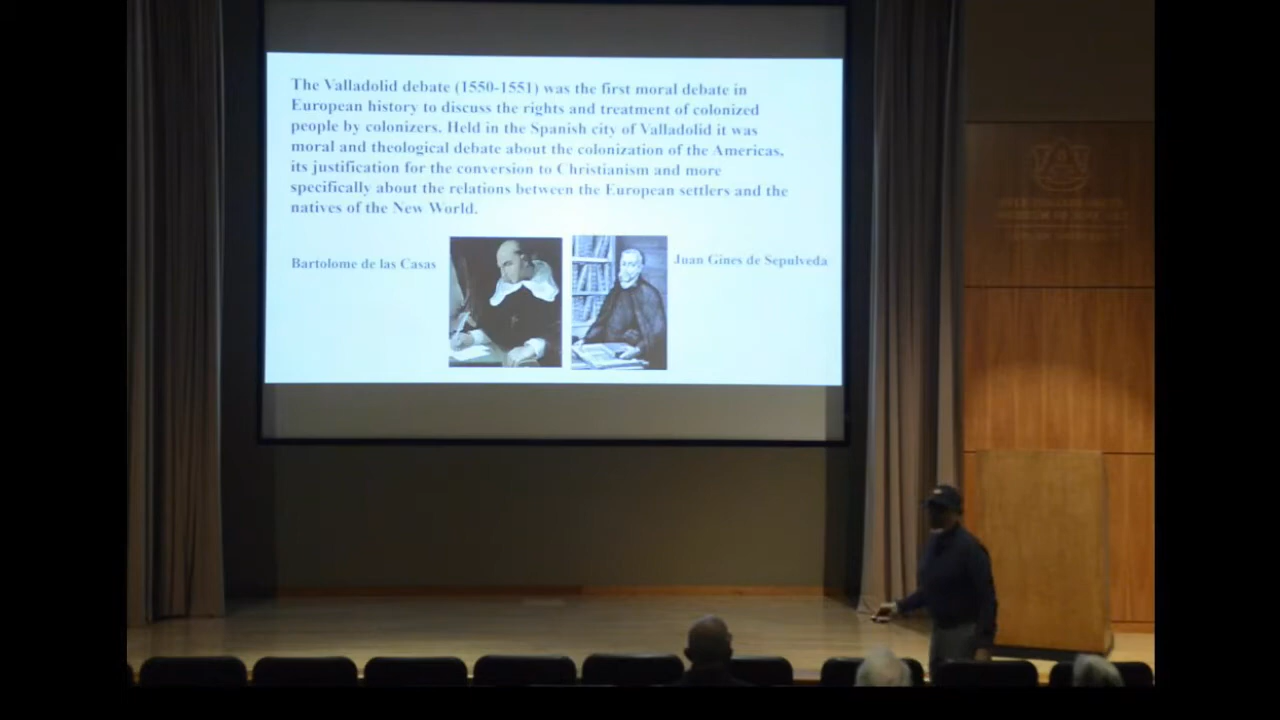 The Valladolid debate (1550-1551) was the first moral debate in
European history to discuss the rights and treatment of colonized
people by colonizers. Held in the Spanish city of Valladolid it was
moral and theological debate about the colonization of the Americas,
its justification for the conversion to Christianism and more
specifically about the relations between the European settlers and the
natives of the New World.
Bartolome de las Casas
Juan Gines de Sepulveda